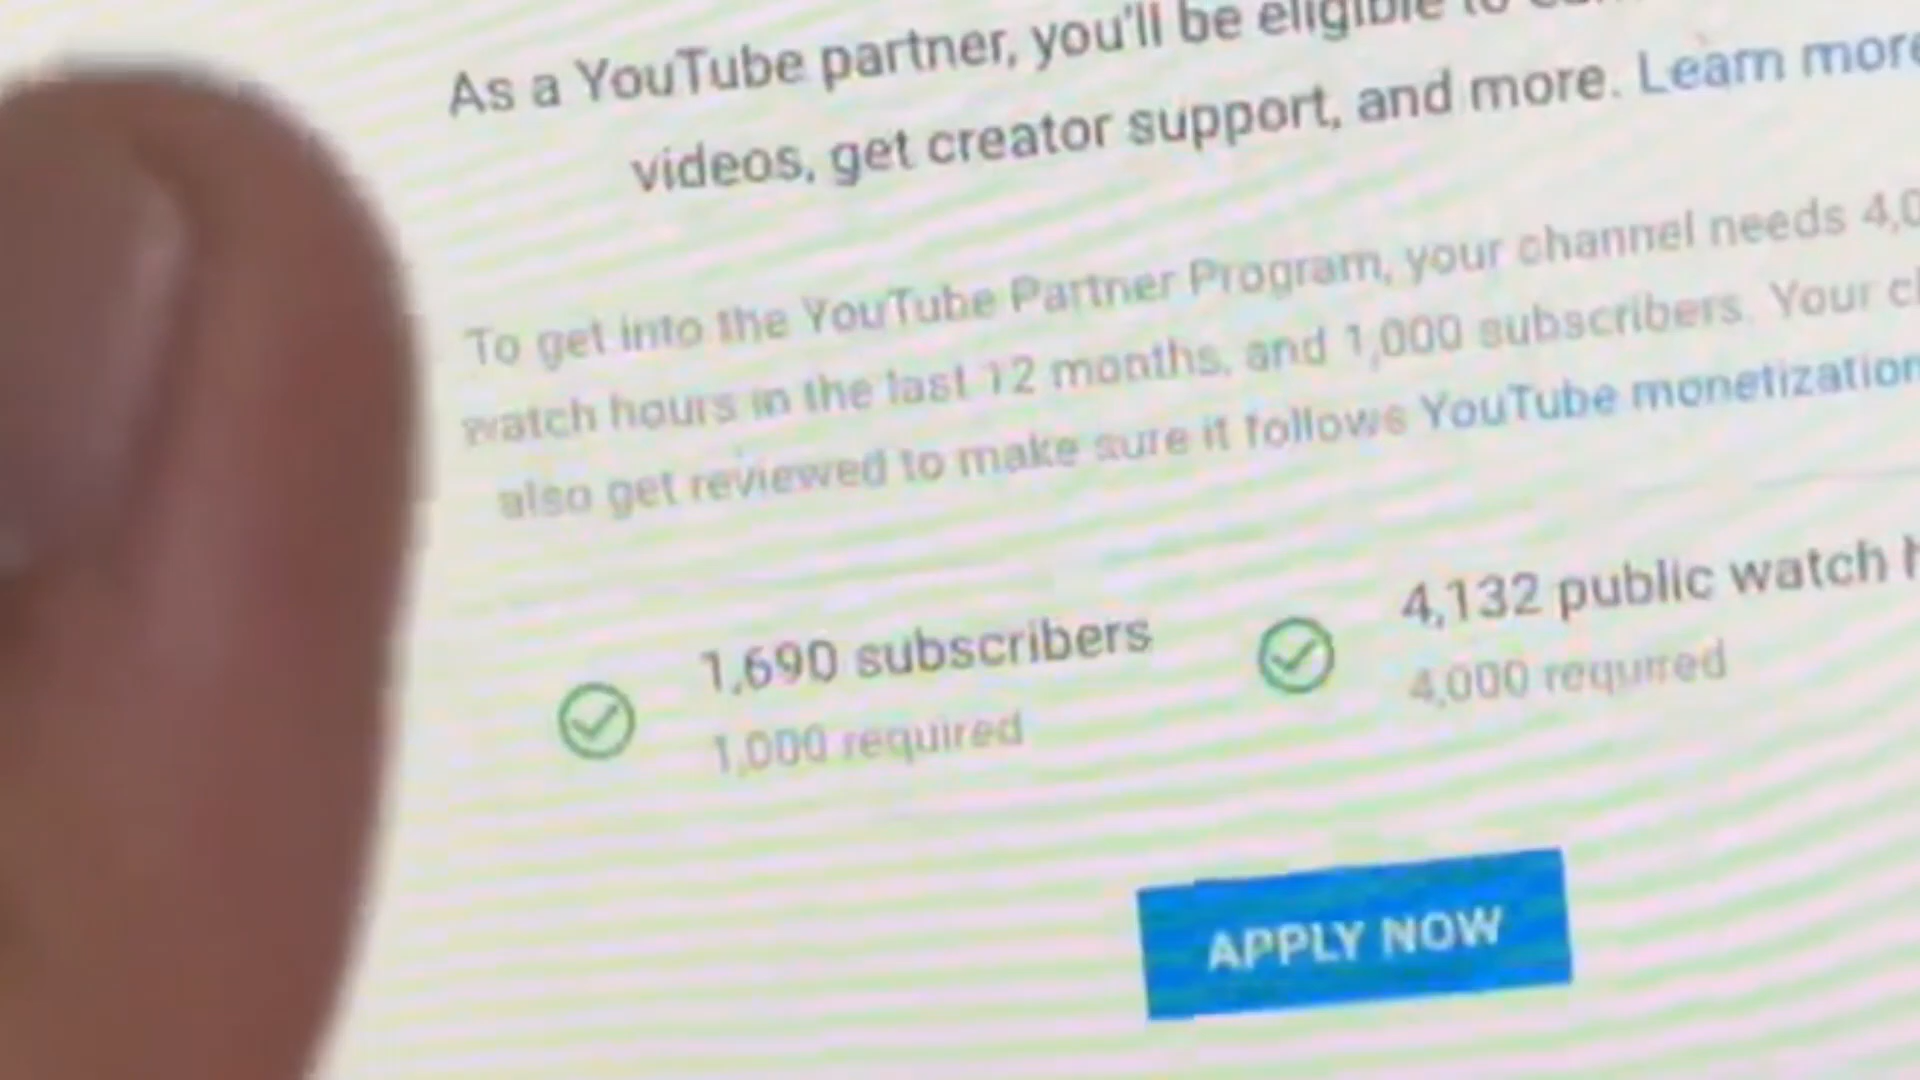 As a YouTube partner, you'll be eligible to
videos, get creator support, and more. Learn more
To get into the YouTube Partner Program, your channel needs
watch hours in the last 12 months, and 1,000 subscribers. Your
also get reviewed to make sure it follows YouTube monetization
4,132 public watch
1,690 subscribers
4,000 required
1,000 required
APPLY NOW